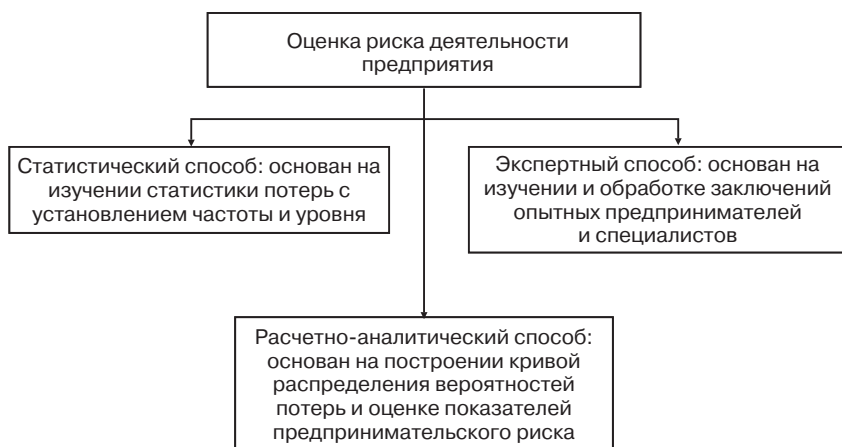 Оценка риска деятельности
предприятия
Статистический способ: основан на
изучении статистики потерь с
установлением частоты и уровня
Экспертный способ: основан на
изучении и обработке заключений
опытных предпринимателей
и специалистов
Расчетно-аналитический способ:
основан на построении кривой
распределения вероятностей
потерь и оценке показателей
предпринимательского риска